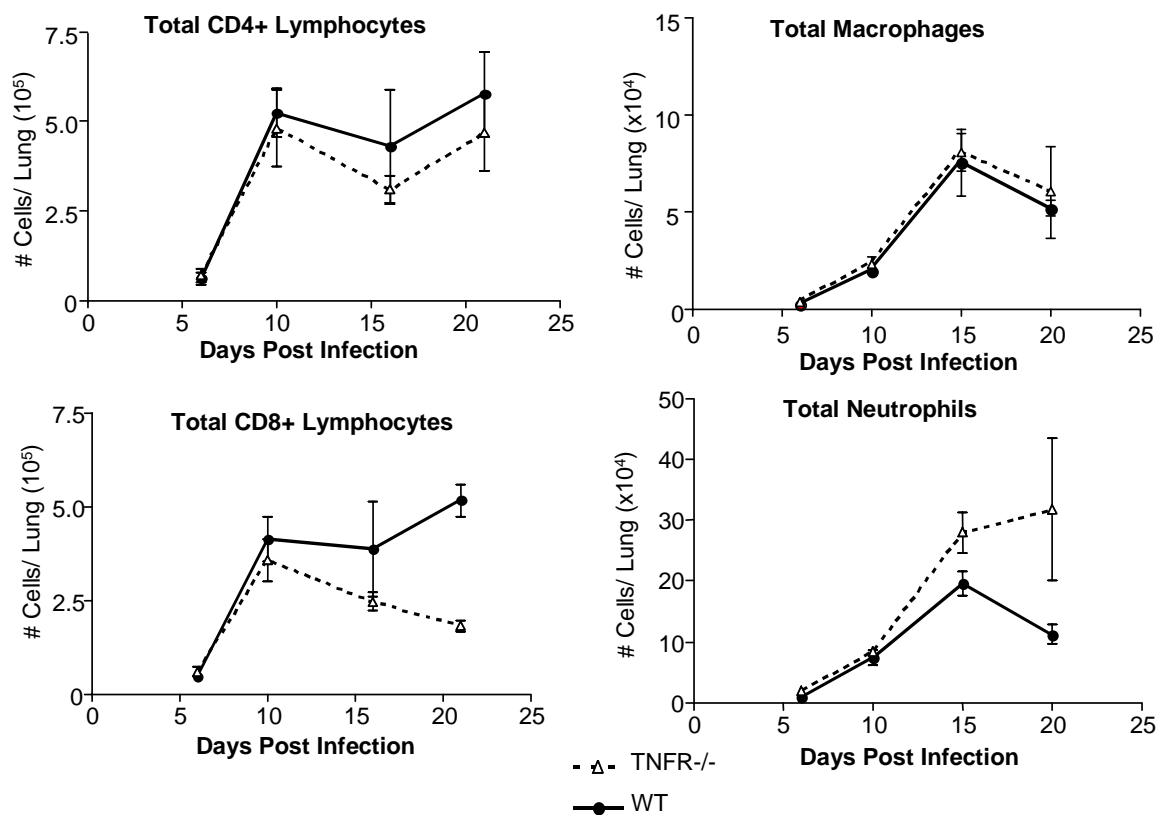 Total CD4+ Lymphocytes
# Cells/ Lung (10⁵)
7.5
5.0
2.5
0
0 5 10 15 20 25
Days Post Infection
Total Macrophages
# Cells/ Lung (x10⁴)
15
10
5
0
0 5 10 15 20 25
Days Post Infection
Total CD8+ Lymphocytes
# Cells/ Lung (10⁵)
7.5
5.0
2.5
0
0 5 10 15 20 25
Days Post Infection
Total Neutrophils
# Cells/ Lung (x10⁴)
50
40
30
20
10
0
0 5 10 15 20 25
Days Post Infection
TNFR-/-
WT